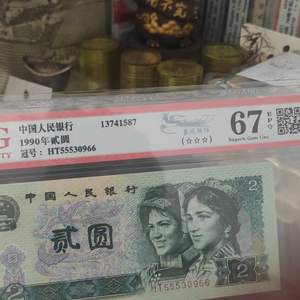 中国人民银行 13741587
1990年贰圆
冠号: HT55530966
(☆☆☆)
67 EPQ
Superb Gem Unc
中国人民银行
贰圆
2
HT55530966